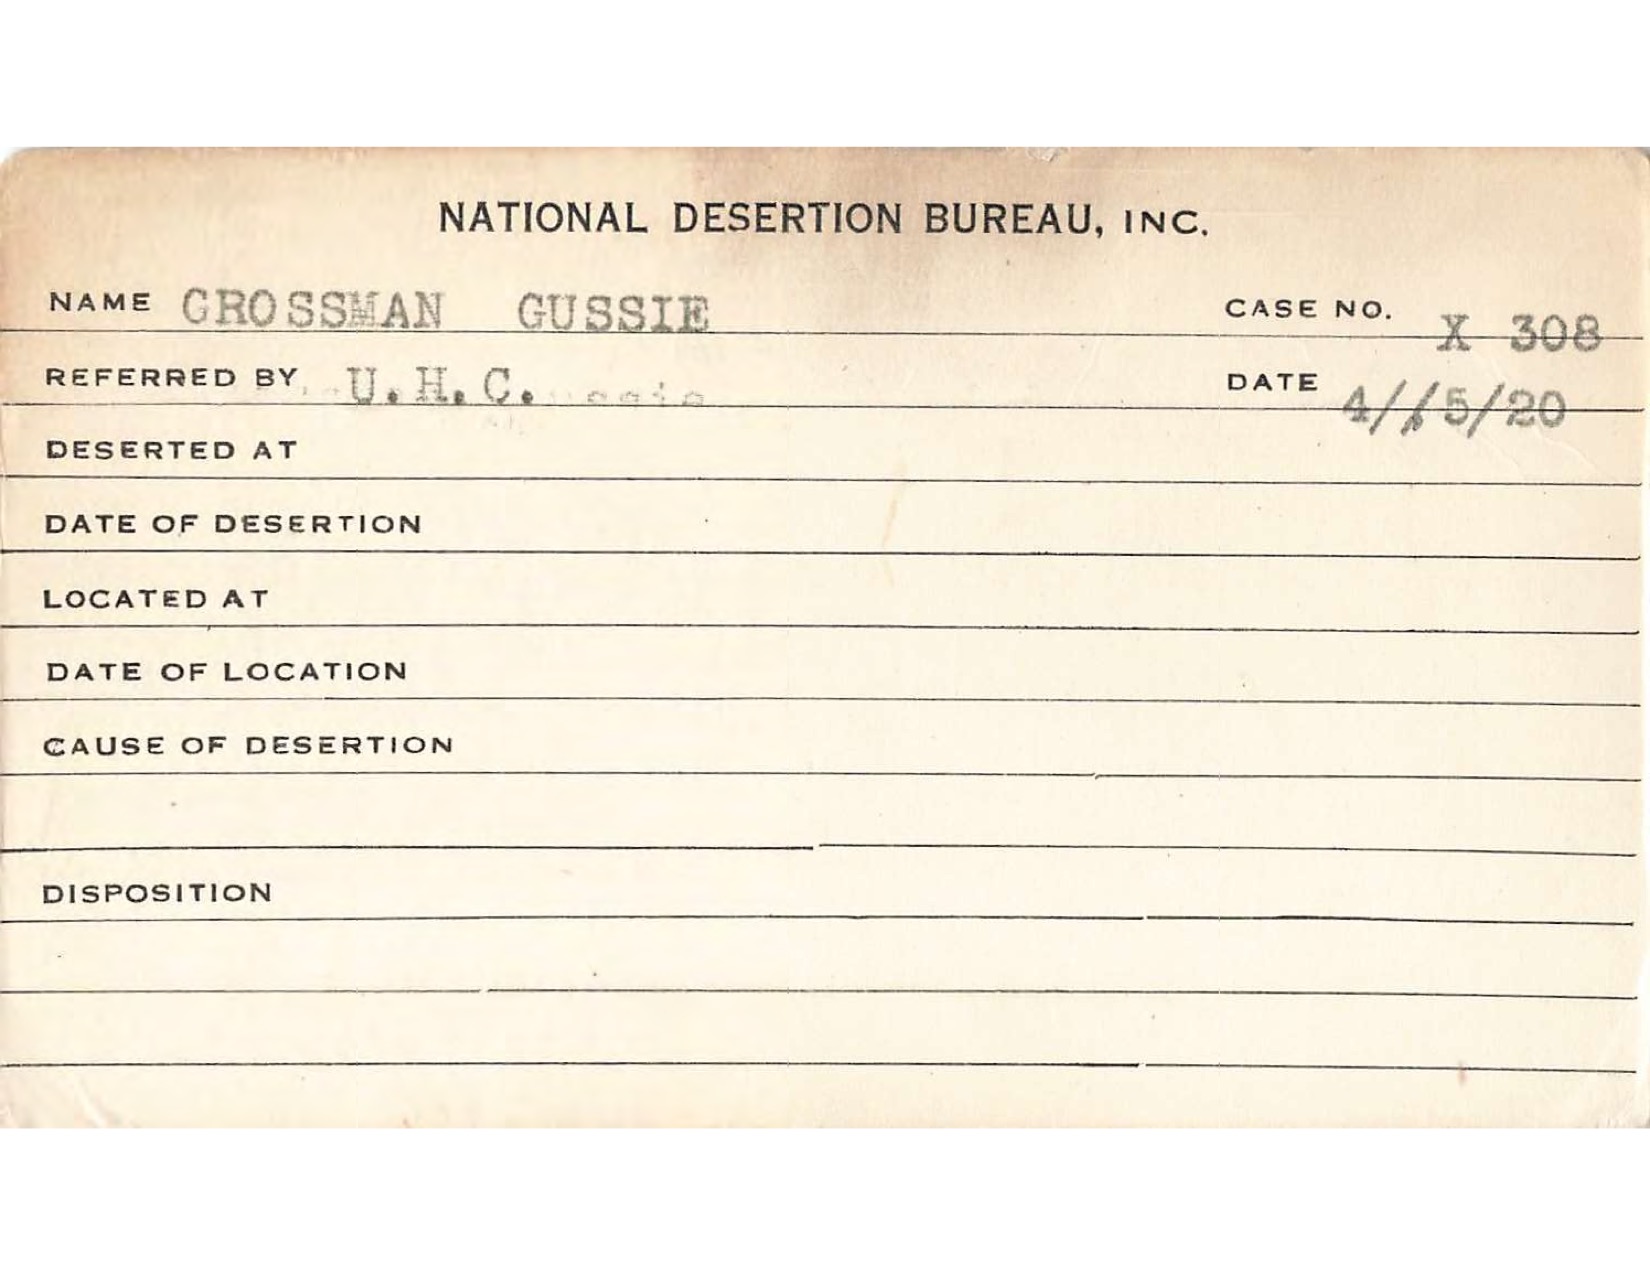 NATIONAL DESERTION BUREAU, INC.
NAME GROSSMAN GUSSIE CASE NO. X 308
REFERRED BY U.H.C. DATE 4/15/20
DESERTED AT
DATE OF DESERTION
LOCATED AT
DATE OF LOCATION
CAUSE OF DESERTION
DISPOSITION